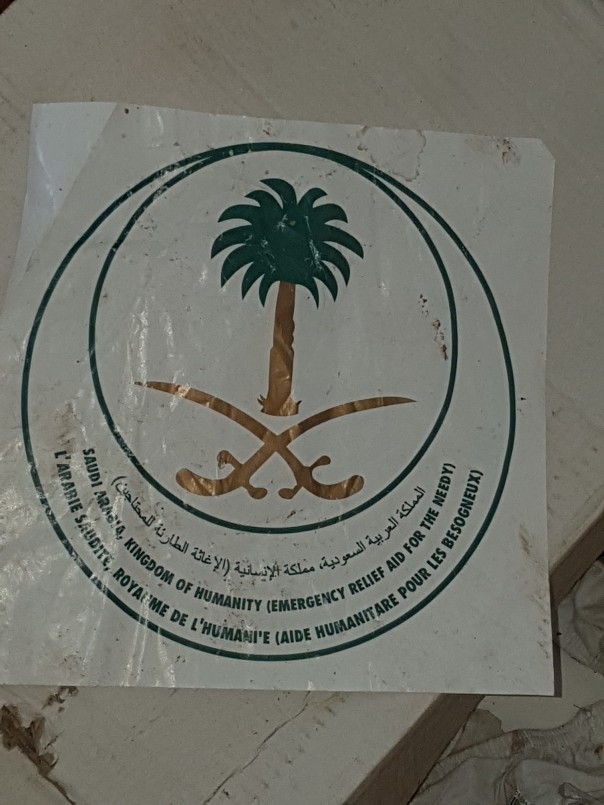 المملكة العربية السعودية، مملكة الإنسانية (الإغاثة الطارئة للمحتاجين)
SAUDI ARABIA, KINGDOM OF HUMANITY (EMERGENCY RELIEF AID FOR THE NEEDY)
L'ARABIE SAUDITE, ROYAUME DE L'HUMANI'E (AIDE HUMANITARE POUR LES BESOGNEUX)